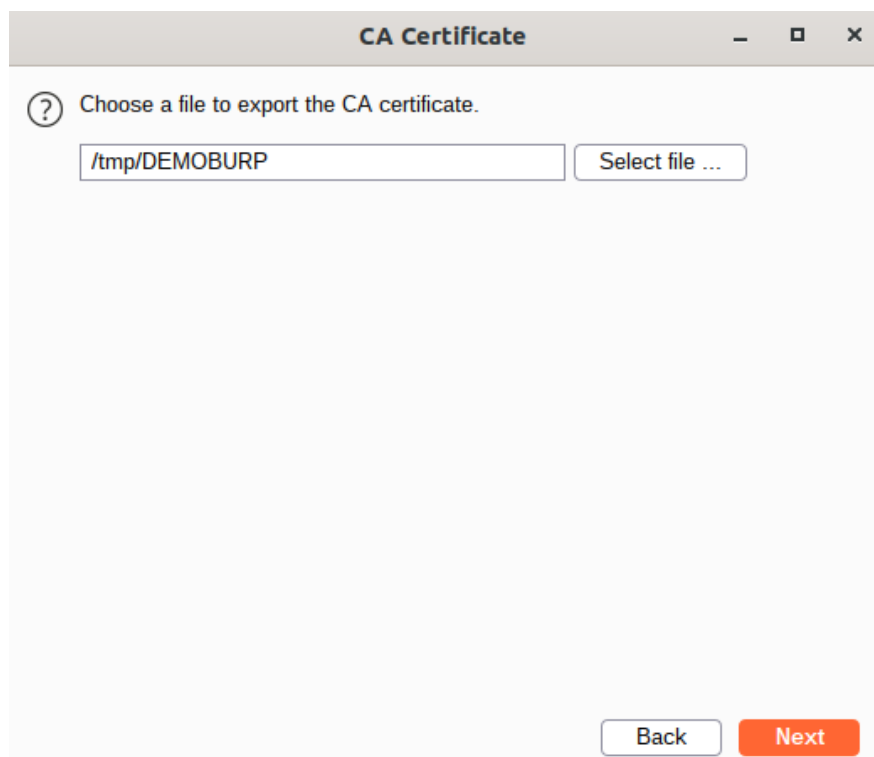 CA Certificate
Choose a file to export the CA certificate.
/tmp/DEMOBURP
Select file ...
Back
Next